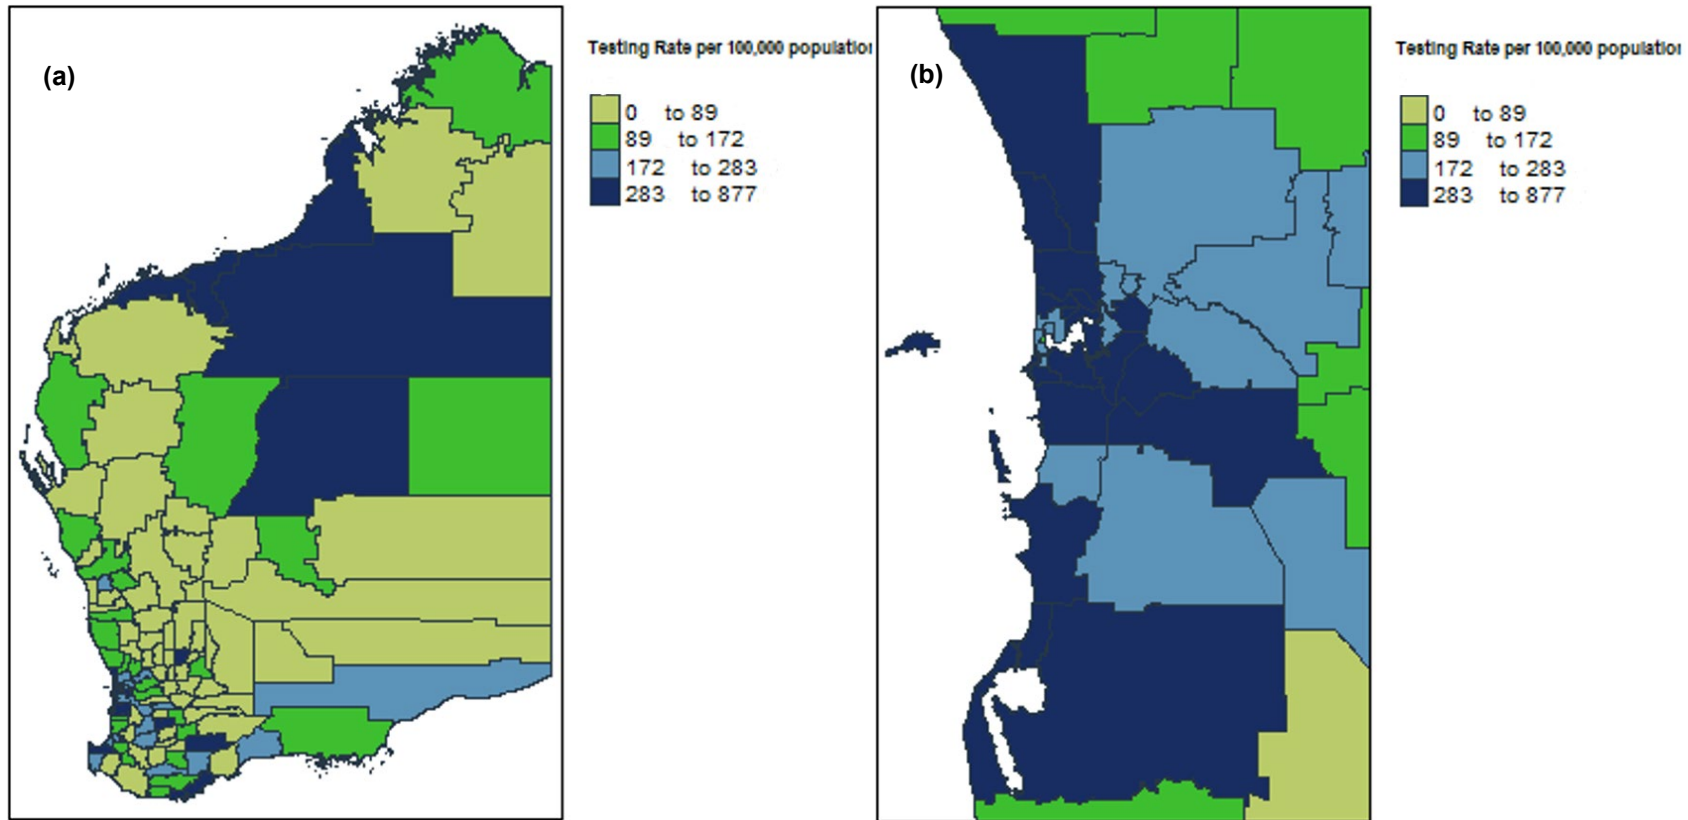 (a)
Testing Rate per 100,000 populatio
0 to 89
89 to 172
172 to 283
283 to 877
(b)
Testing Rate per 100,000 population
0 to 89
89 to 172
172 to 283
283 to 877